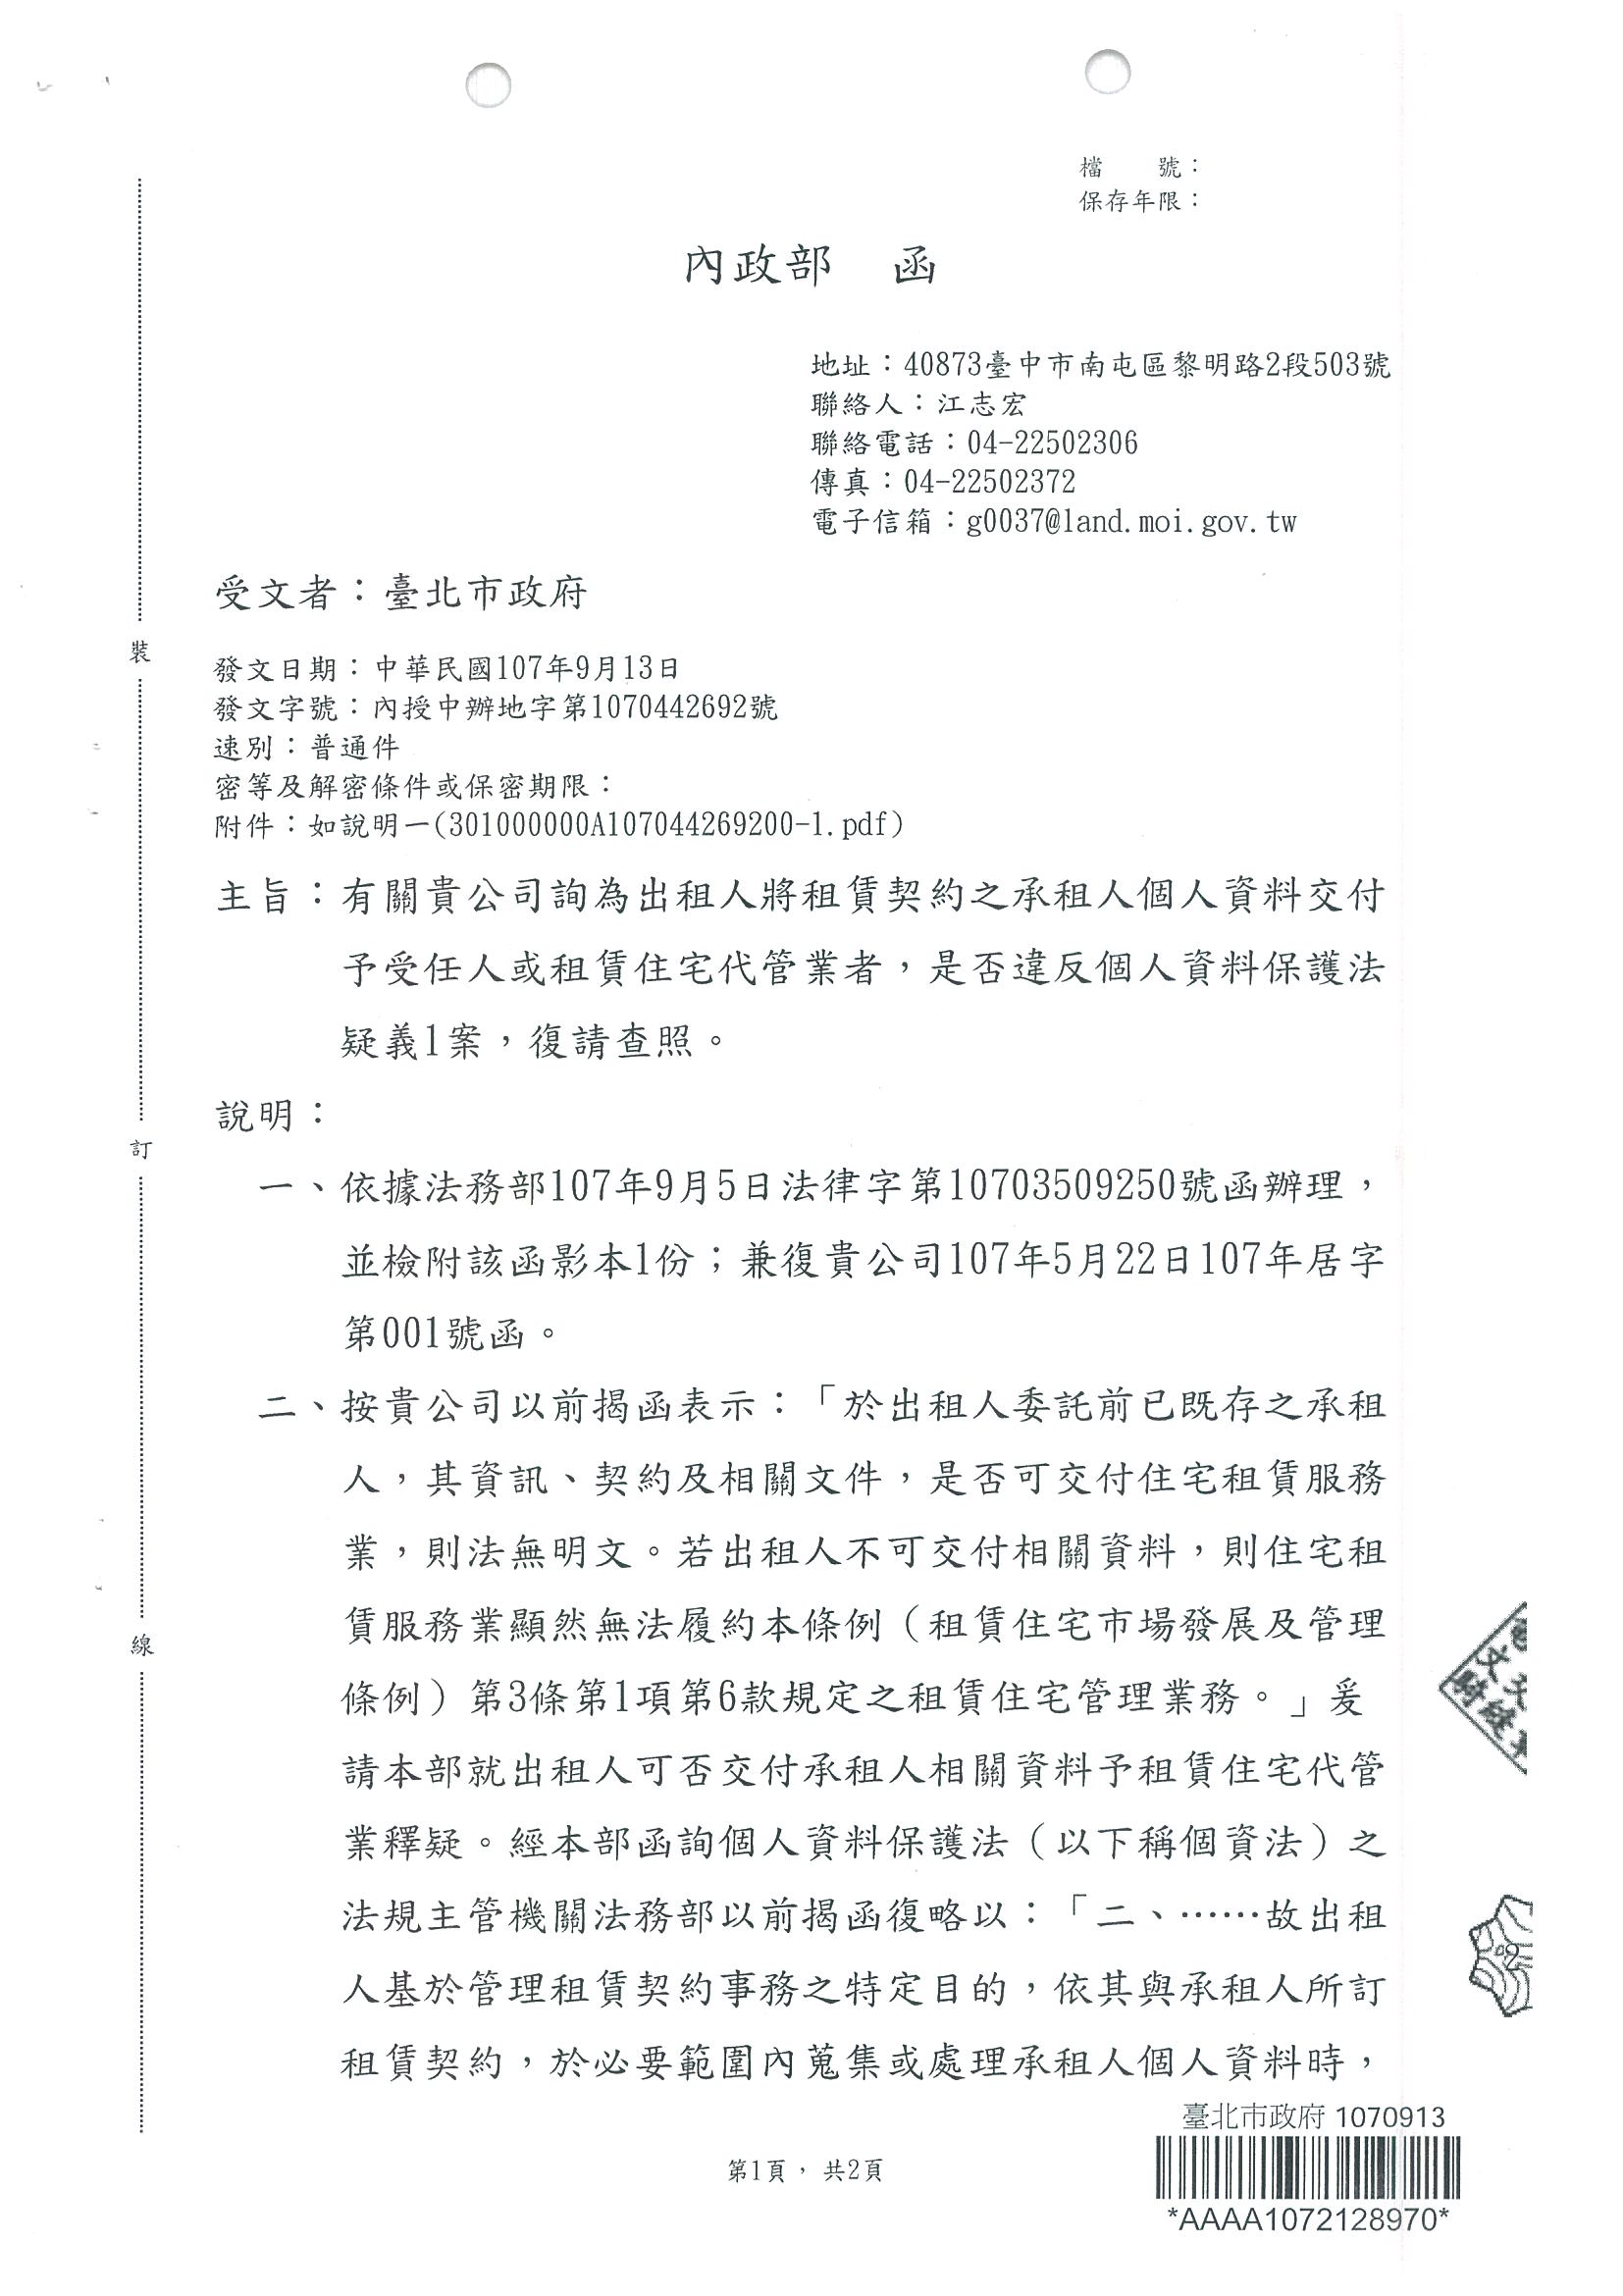 檔　　號：
保存年限：
內政部　函
地址：40873臺中市南屯區黎明路2段503號
聯絡人：江志宏
聯絡電話：04-22502306
傳真：04-22502372
電子信箱：g0037@land.moi.gov.tw
受文者：臺北市政府
發文日期：中華民國107年9月13日
發文字號：內授中辦地字第1070442692號
速別：普通件
密等及解密條件或保密期限：
附件：如說明一(301000000A107044269200-1.pdf)
主旨：有關貴公司詢為出租人將租賃契約之承租人個人資料交付
予受任人或租賃住宅代管業者，是否違反個人資料保護法
疑義1案，復請查照。
說明：
一、依據法務部107年9月5日法律字第10703509250號函辦理，
並檢附該函影本1份；兼復貴公司107年5月22日107年居字
第001號函。
二、按貴公司以前揭函表示：「於出租人委託前已既存之承租
人，其資訊、契約及相關文件，是否可交付住宅租賃服務
業，則法無明文。若出租人不可交付相關資料，則住宅租
賃服務業顯然無法履約本條例（租賃住宅市場發展及管理
條例）第3條第1項第6款規定之租賃住宅管理業務。」爰
請本部就出租人可否交付承租人相關資料予租賃住宅代管
業釋疑。經本部函詢個人資料保護法（以下稱個資法）之
法規主管機關法務部以前揭函復略以：「二、……故出租
人基於管理租賃契約事務之特定目的，依其與承租人所訂
租賃契約，於必要範圍內蒐集或處理承租人個人資料時，
裝
訂
線
第1頁，共2頁
臺北市政府 1070913
*AAAA1072128970*